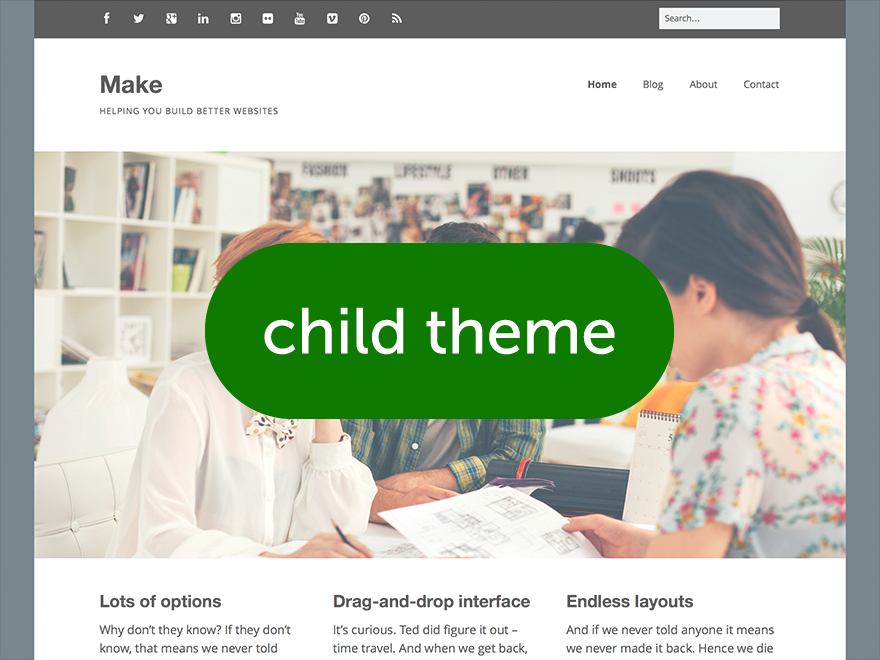 Search...
Make
HELPING YOU BUILD BETTER WEBSITES
Home Blog About Contact
FASHION LIFESTYLE OTHER SHOOTS
child theme
Lots of options
Why don't they know? If they don't
know, that means we never told
Drag-and-drop interface
It's curious. Ted did figure it out –
time travel. And when we get back,
Endless layouts
And if we never told anyone it means
we never made it back. Hence we die